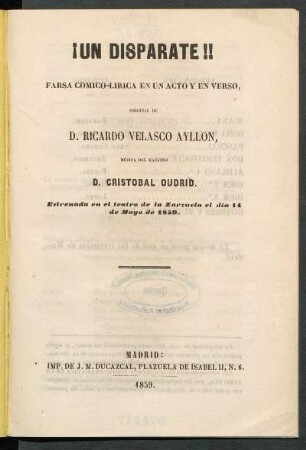 ¡UN DISPARATE!!
FARSA CÓMICO-LÍRICA EN UN ACTO Y EN VERSO,
ORIGINAL DE
D. RICARDO VELASCO AYLLON,
MUSICA DEL MAESTRO
D. CRISTOBAL OUDRID.
Estrenada en el teatro de la Zarzuela el dia 14
de Mayo de 1859.
MADRID:
IMP. DE J. M. DUCAZCAL, PLAZUELA DE ISABEL II, N. 6.
1859.